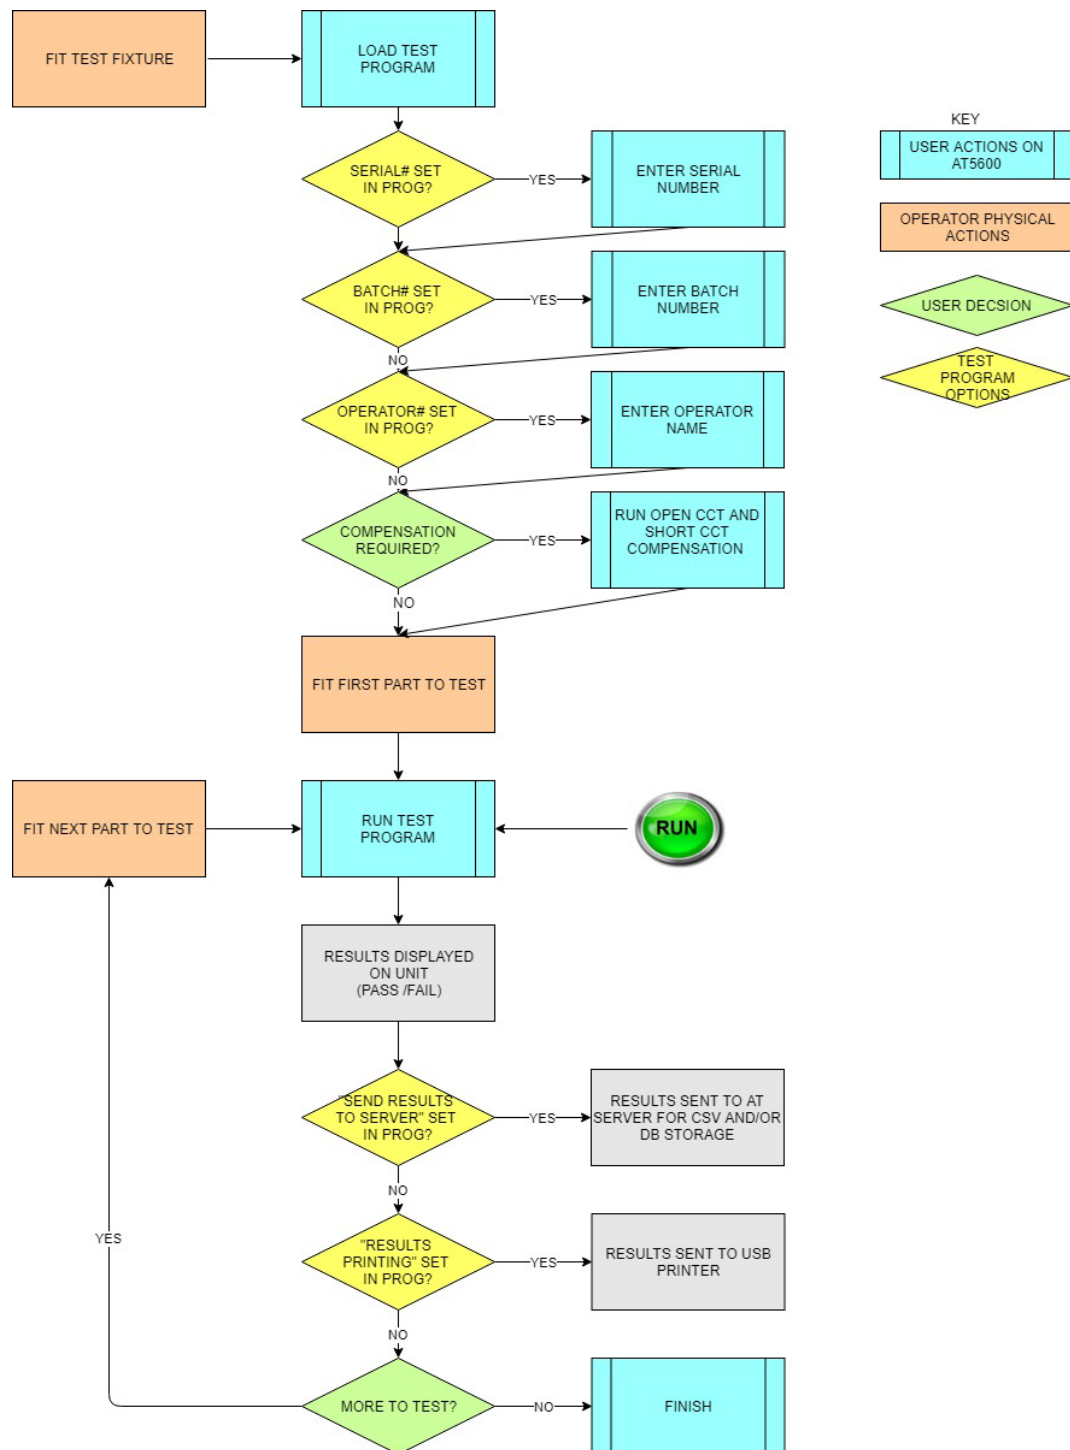 FIT TEST FIXTURE
LOAD TEST
PROGRAM
KEY
USER ACTIONS ON
AT5600
SERIAL# SET
IN PROG?
YES
ENTER SERIAL
NUMBER
OPERATOR PHYSICAL
ACTIONS
BATCH# SET
IN PROG?
YES
ENTER BATCH
NUMBER
USER DECSION
NO
TEST
PROGRAM
OPTIONS
OPERATOR# SET
IN PROG?
YES
ENTER OPERATOR
NAME
NO
COMPENSATION
REQUIRED?
YES
RUN OPEN CCT AND
SHORT CCT
COMPENSATION
NO
FIT FIRST PART TO TEST
FIT NEXT PART TO TEST
RUN TEST
PROGRAM
RUN
RESULTS DISPLAYED
ON UNIT
(PASS /FAIL)
"SEND RESULTS
TO SERVER" SET
IN PROG?
YES
RESULTS SENT TO AT
SERVER FOR CSV AND/OR
DB STORAGE
NO
YES
"RESULTS
PRINTING" SET
IN PROG?
YES
RESULTS SENT TO USB
PRINTER
NO
MORE TO TEST?
NO
FINISH